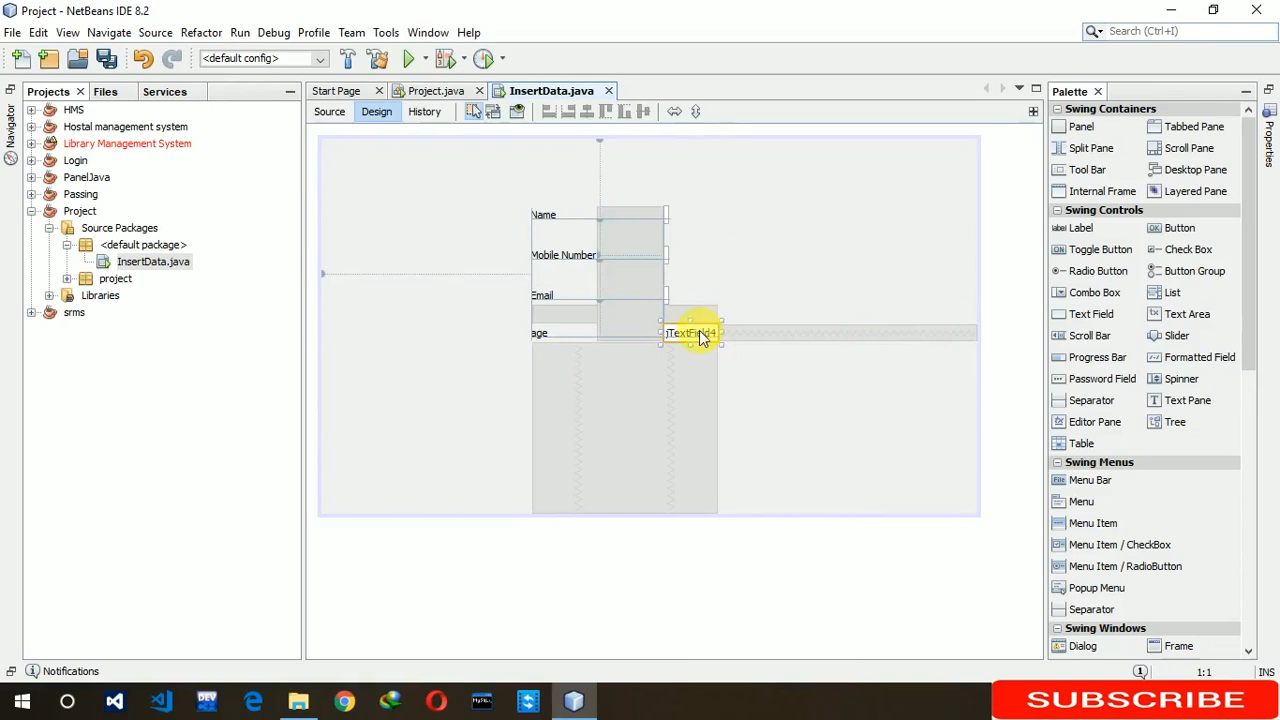 Project - NetBeans IDE 8.2
File Edit View Navigate Source Refactor Run Debug Profile Team Tools Window Help
Search (Ctrl+I)
<default config>
Projects Files Services
Start Page Project.java InsertData.java
Palette
Navigator
Properties
Source Design History
HMS
Hostal management system
Library Management System
Login
PanelJava
Passing
Project
Source Packages
<default package>
InsertData.java
project
Libraries
srms
Name
Mobile Number
Email
age jTextField4
Swing Containers
Panel Tabbed Pane
Split Pane Scroll Pane
Tool Bar Desktop Pane
Internal Frame Layered Pane
Swing Controls
Label Button
label OK
Toggle Button Check Box
Radio Button Button Group
Combo Box List
Text Field Text Area
Scroll Bar Slider
Progress Bar Formatted Field
Password Field Spinner
Separator Text Pane
Editor Pane Tree
Table
Swing Menus
Menu Bar
Menu
Menu Item
Menu Item / CheckBox
Menu Item / RadioButton
Popup Menu
Separator
Swing Windows
Dialog Frame
Notifications
1:1 INS
DEV
MySQL
SUBSCRIBE